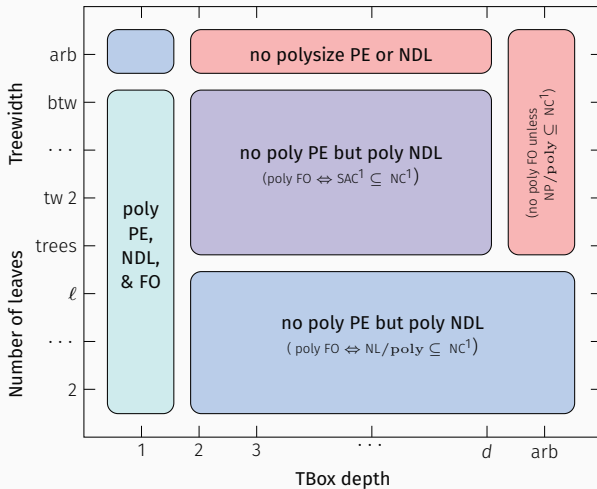 Treewidth
Number of leaves
arb
btw
···
tw 2
trees
ℓ
···
2
no polysize PE or NDL
no poly PE but poly NDL
(poly FO ⇔ SAC¹ ⊆ NC¹)
(no poly FO unless
NP/poly ⊆ NC¹)
poly
PE,
NDL,
& FO
no poly PE but poly NDL
( poly FO ⇔ NL/poly ⊆ NC¹)
1 2 3 ··· d arb
TBox depth